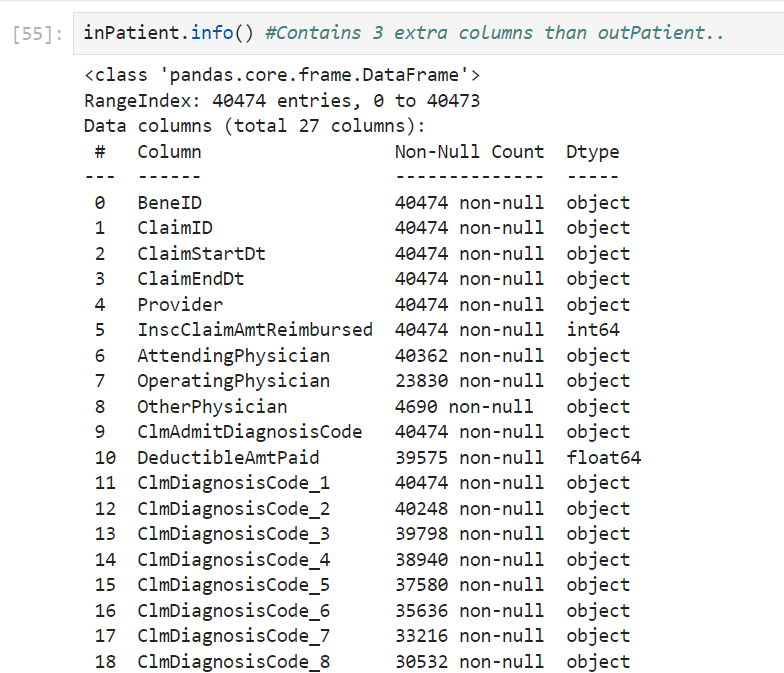 [55]: inPatient.info() #Contains 3 extra columns than outPatient..
<class 'pandas.core.frame.DataFrame'>
RangeIndex: 40474 entries, 0 to 40473
Data columns (total 27 columns):
 #   Column                  Non-Null Count  Dtype
---  ------                  --------------  -----
 0   BeneID                  40474 non-null  object
 1   ClaimID                 40474 non-null  object
 2   ClaimStartDt            40474 non-null  object
 3   ClaimEndDt              40474 non-null  object
 4   Provider                40474 non-null  object
 5   InscClaimAmtReimbursed  40474 non-null  int64
 6   AttendingPhysician      40362 non-null  object
 7   OperatingPhysician      23830 non-null  object
 8   OtherPhysician          4690 non-null   object
 9   ClmAdmitDiagnosisCode   40474 non-null  object
 10  DeductibleAmtPaid       39575 non-null  float64
 11  ClmDiagnosisCode_1      40474 non-null  object
 12  ClmDiagnosisCode_2      40248 non-null  object
 13  ClmDiagnosisCode_3      39798 non-null  object
 14  ClmDiagnosisCode_4      38940 non-null  object
 15  ClmDiagnosisCode_5      37580 non-null  object
 16  ClmDiagnosisCode_6      35636 non-null  object
 17  ClmDiagnosisCode_7      33216 non-null  object
 18  ClmDiagnosisCode_8      30532 non-null  object